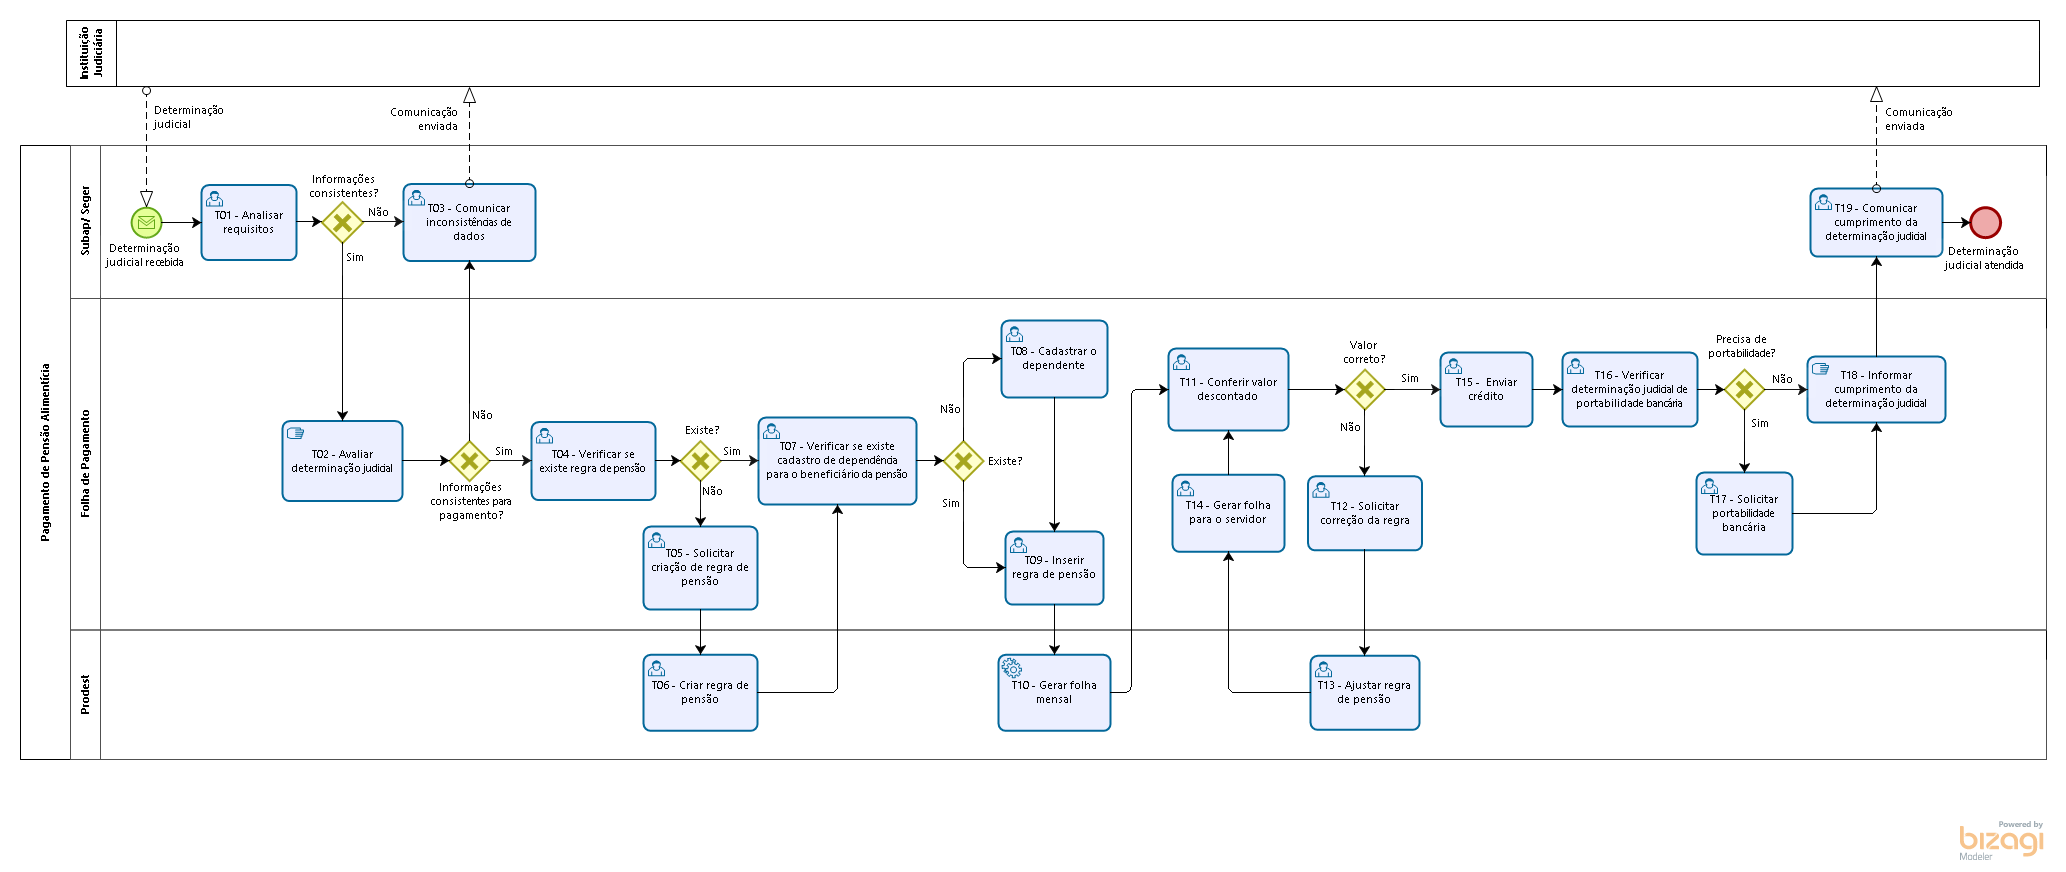 Instituição
Judiciária
Determinação
judicial
Comunicação
enviada
Comunicação
enviada
Pagamento de Pensão Alimentícia
Subap/ Seger
Determinação
judicial recebida
T01 - Analisar
requisitos
Informações
consistentes?
Não
Sim
T03 - Comunicar
inconsistências de
dados
T19 - Comunicar
cumprimento da
determinação judicial
Determinação
judicial atendida
Folha de Pagamento
T02 - Avaliar
determinação judicial
Não
Sim
Informações
consistentes para
pagamento?
T04 - Verificar se
existe regra de pensão
Existe?
Sim
Não
T05 - Solicitar
criação de regra de
pensão
T07 - Verificar se existe
cadastro de dependência
para o beneficiário da pensão
Não
Existe?
Sim
T08 - Cadastrar o
dependente
T09 - Inserir
regra de pensão
T11 - Conferir valor
descontado
Valor
correto?
Sim
Não
T14 - Gerar folha
para o servidor
T12 - Solicitar
correção da regra
T15 - Enviar
crédito
T16 - Verificar
determinação judicial de
portabilidade bancária
Precisa de
portabilidade?
Não
Sim
T18 - Informar
cumprimento da
determinação judicial
T17 - Solicitar
portabilidade
bancária
Prodest
T06 - Criar regra de
pensão
T10 - Gerar folha
mensal
T13 - Ajustar regra
de pensão
Powered by
bizagi
Modeler